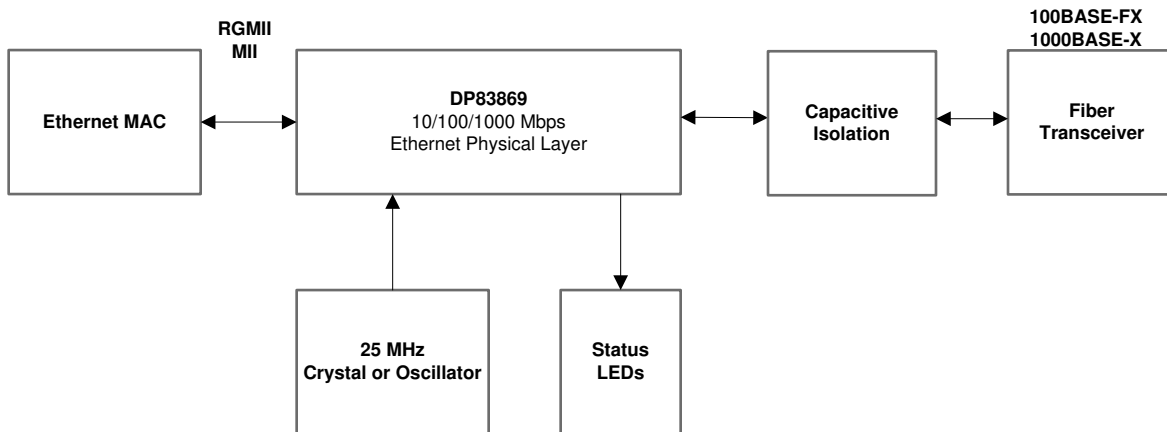 RGMII
MII
100BASE-FX
1000BASE-X
Ethernet MAC
DP83869
10/100/1000 Mbps
Ethernet Physical Layer
Capacitive
Isolation
Fiber
Transceiver
25 MHz
Crystal or Oscillator
Status
LEDs